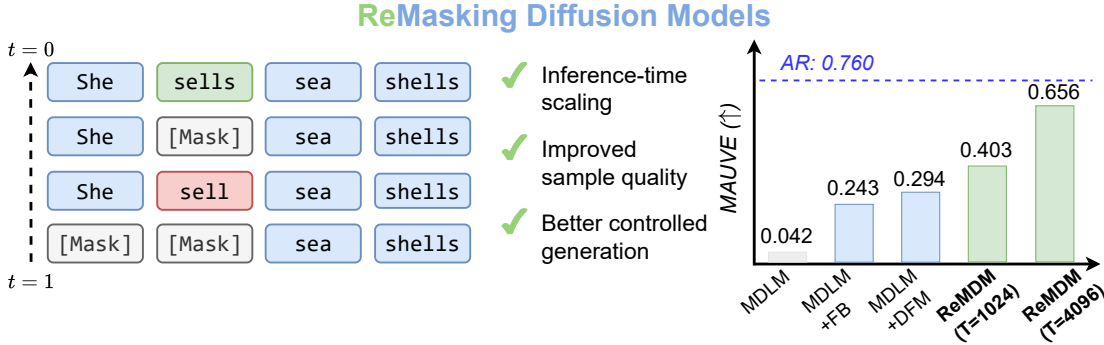 ReMasking Diffusion Models
t = 0
She sells sea shells
She [Mask] sea shells
She sell sea shells
[Mask] [Mask] sea shells
t = 1
✓ Inference-time
scaling
✓ Improved
sample quality
✓ Better controlled
generation
MAUVE (↑)
AR: 0.760
0.042
0.243
0.294
0.403
0.656
MDLM
MDLM
+FB
MDLM
+DFM
ReMDM
(T=1024)
ReMDM
(T=4096)